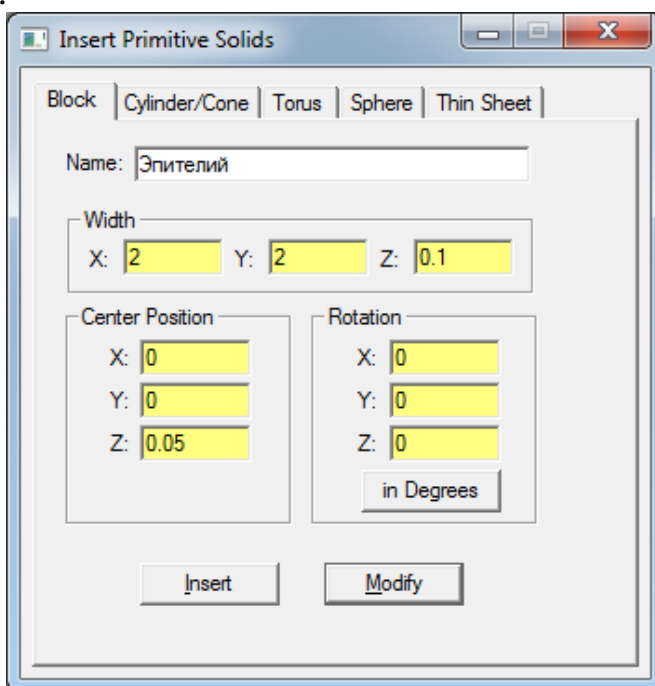 Insert Primitive Solids
Block Cylinder/Cone Torus Sphere Thin Sheet
Name: Эпителий
Width
X: 2 Y: 2 Z: 0.1
Center Position Rotation
X: 0 X: 0
Y: 0 Y: 0
Z: 0.05 Z: 0
in Degrees
Insert Modify